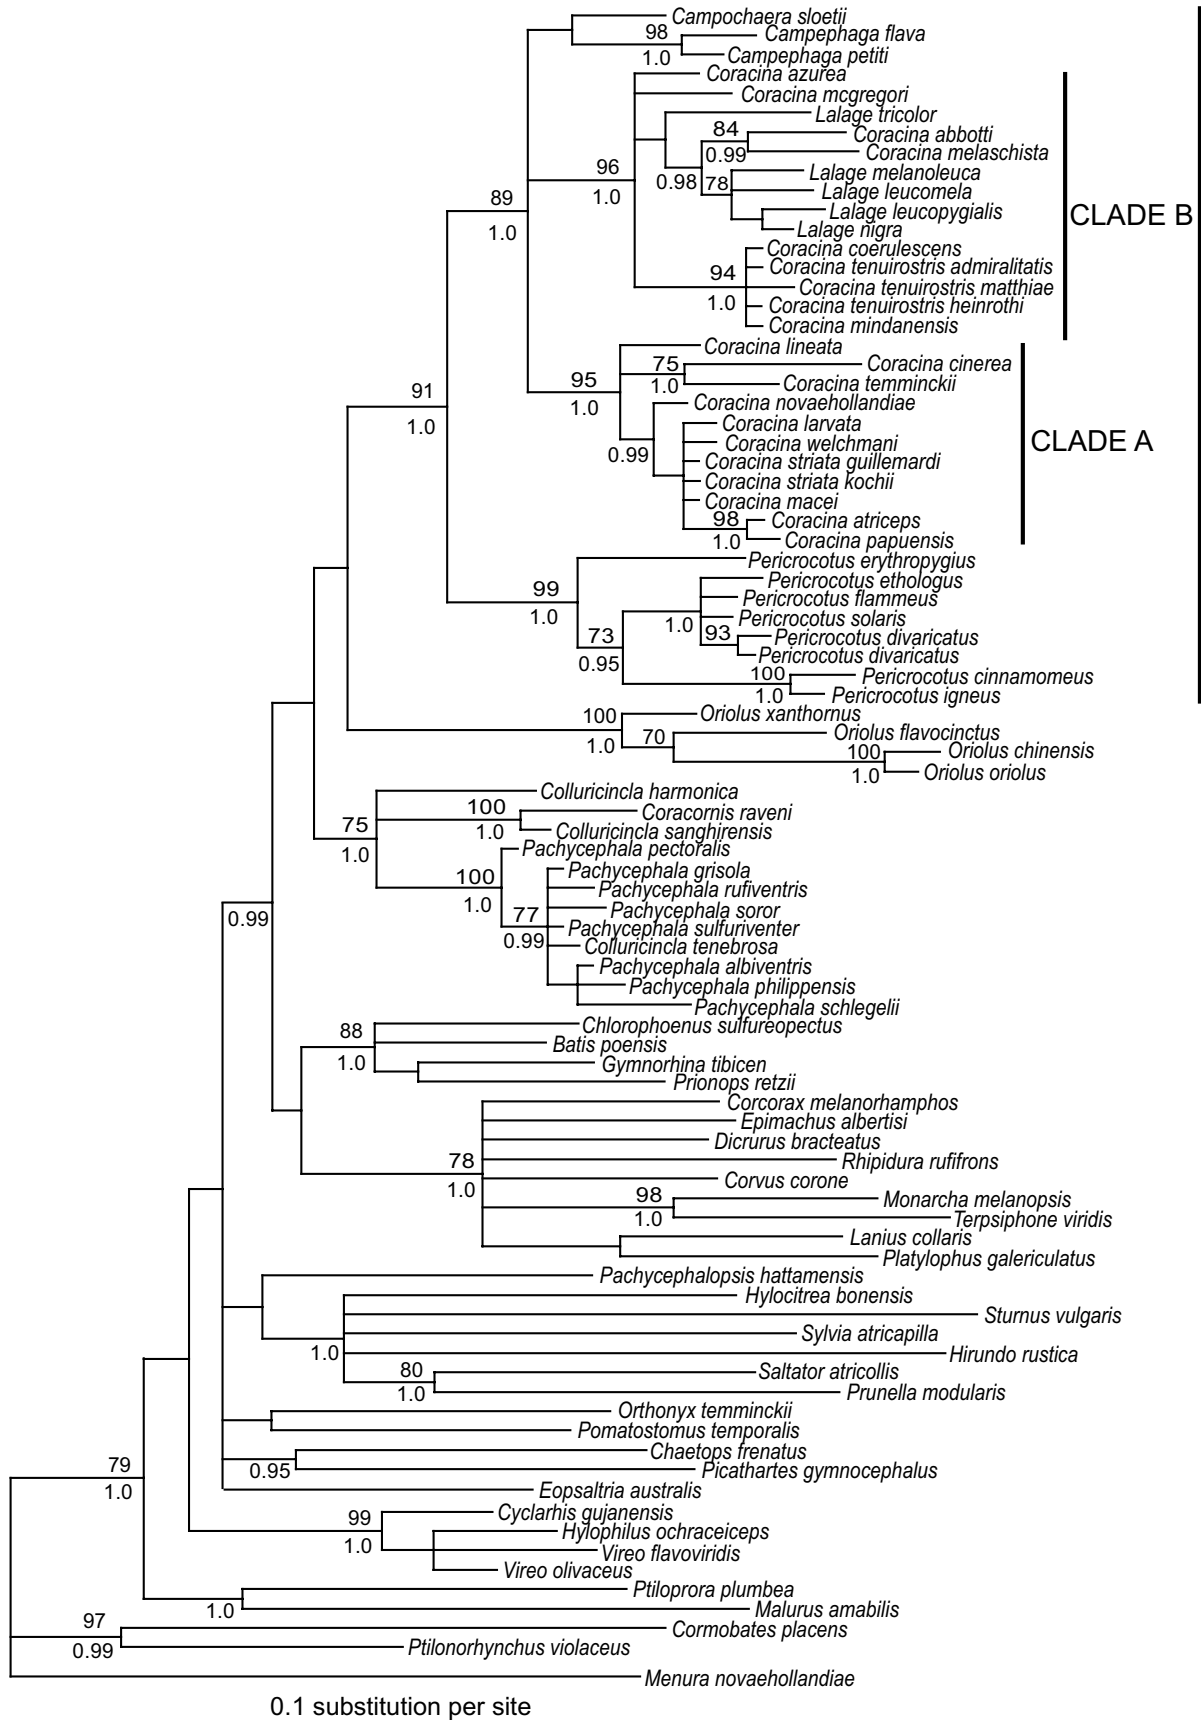 Campochaera sloetii
98
Campephaga flava
1.0
Campephaga petiti
Coracina azurea
Coracina mcgregori
Lalage tricolor
84
Coracina abbotti
0.99
Coracina melaschista
96
1.0
0.98
78
Lalage melanoleuca
Lalage leucomela
Lalage leucopygialis
Lalage nigra
CLADE B
89
1.0
Coracina coerulescens
Coracina tenuirostris admiralitatis
94
Coracina tenuirostris matthiae
1.0
Coracina tenuirostris heinrothi
Coracina mindanensis
Coracina lineata
75
Coracina cinerea
95
1.0
Coracina temminckii
1.0
91
1.0
Coracina novaehollandiae
Coracina larvata
Coracina welchmani
CLADE A
0.99
Coracina striata guillemardi
Coracina striata kochii
Coracina macei
98
Coracina atriceps
1.0
Coracina papuensis
Pericrocotus erythropygius
99
1.0
Pericrocotus ethologus
Pericrocotus flammeus
Pericrocotus solaris
1.0
73
93
Pericrocotus divaricatus
0.95
Pericrocotus divaricatus
100
Pericrocotus cinnamomeus
1.0
Pericrocotus igneus
100
Oriolus xanthornus
1.0
70
Oriolus flavocinctus
100
Oriolus chinensis
1.0
Oriolus oriolus
Colluricincla harmonica
75
100
Coracornis raveni
1.0
1.0
Colluricincla sanghirensis
Pachycephala pectoralis
100
Pachycephala grisola
Pachycephala rufiventris
1.0
77
Pachycephala soror
0.99
Pachycephala sulfuriventer
0.99
Colluricincla tenebrosa
Pachycephala albiventris
Pachycephala philippensis
Pachycephala schlegelii
88
Chlorophoenus sulfureopectus
Batis poensis
1.0
Gymnorhina tibicen
Prionops retzii
Corcorax melanorhamphos
Epimachus albertisi
Dicrurus bracteatus
78
Rhipidura rufifrons
1.0
Corvus corone
98
Monarcha melanopsis
1.0
Terpsiphone viridis
Lanius collaris
Platylophus galericulatus
Pachycephalopsis hattamensis
Hylocitrea bonensis
Sturnus vulgaris
Sylvia atricapilla
1.0
Hirundo rustica
80
Saltator atricollis
1.0
Prunella modularis
Orthonyx temminckii
Pomatostomus temporalis
Chaetops frenatus
0.95
Picathartes gymnocephalus
79
1.0
Eopsaltria australis
99
Cyclarhis gujanensis
Hylophilus ochraceiceps
1.0
Vireo flavoviridis
Vireo olivaceus
Ptiloprora plumbea
1.0
Malurus amabilis
97
Cormobates placens
0.99
Ptilonorhynchus violaceus
Menura novaehollandiae
0.1 substitution per site